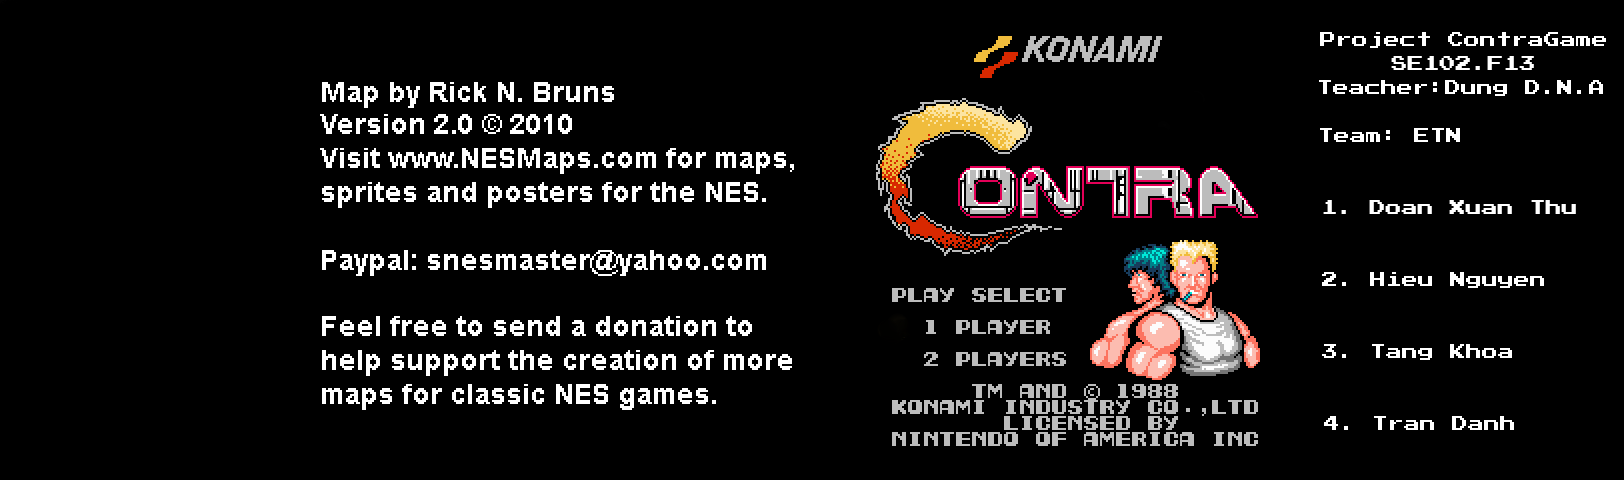 Map by Rick N. Bruns
Version 2.0 © 2010
Visit www.NESMaps.com for maps,
sprites and posters for the NES.
Paypal: snesmaster@yahoo.com
Feel free to send a donation to
help support the creation of more
maps for classic NES games.
KONAMI
CONTRA
PLAY SELECT
1 PLAYER
2 PLAYERS
TM AND © 1988
KONAMI INDUSTRY CO.,LTD
LICENSED BY
NINTENDO OF AMERICA INC
Project ContraGame
SE102.F13
Teacher:Dung D.N.A
Team: ETN
1. Doan Xuan Thu
2. Hieu Nguyen
3. Tang Khoa
4. Tran Danh